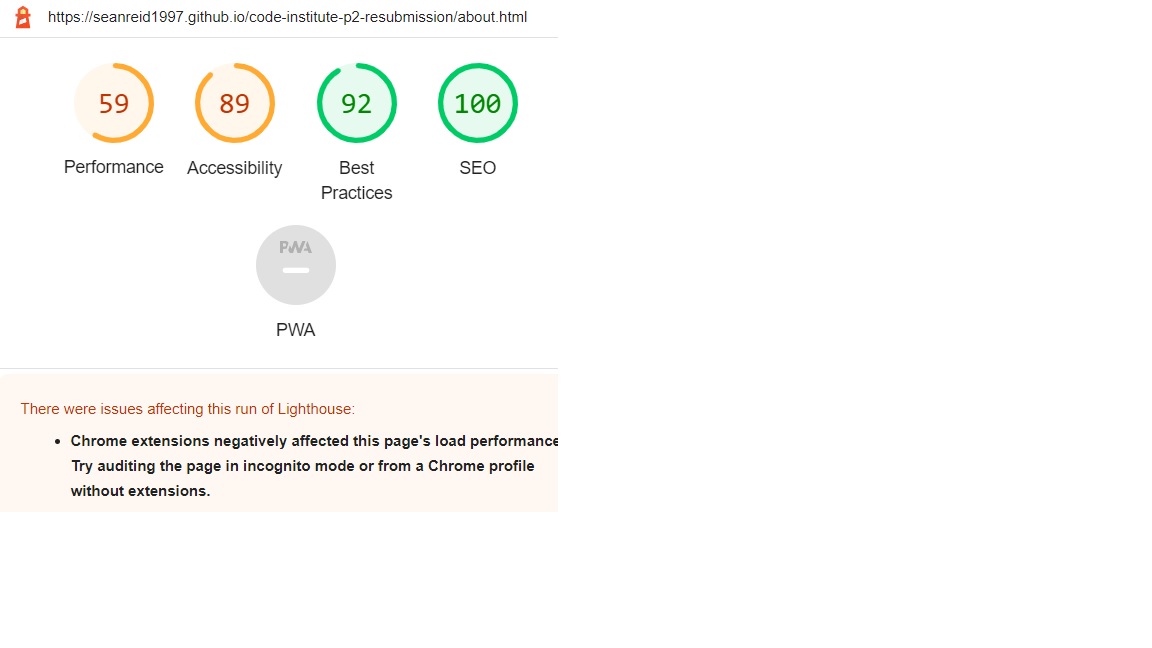 https://seanreid1997.github.io/code-institute-p2-resubmission/about.html
59
89
92
100
Performance
Accessibility
Best
Practices
SEO
PWA
PWA
There were issues affecting this run of Lighthouse:
• Chrome extensions negatively affected this page's load performance
Try auditing the page in incognito mode or from a Chrome profile
without extensions.